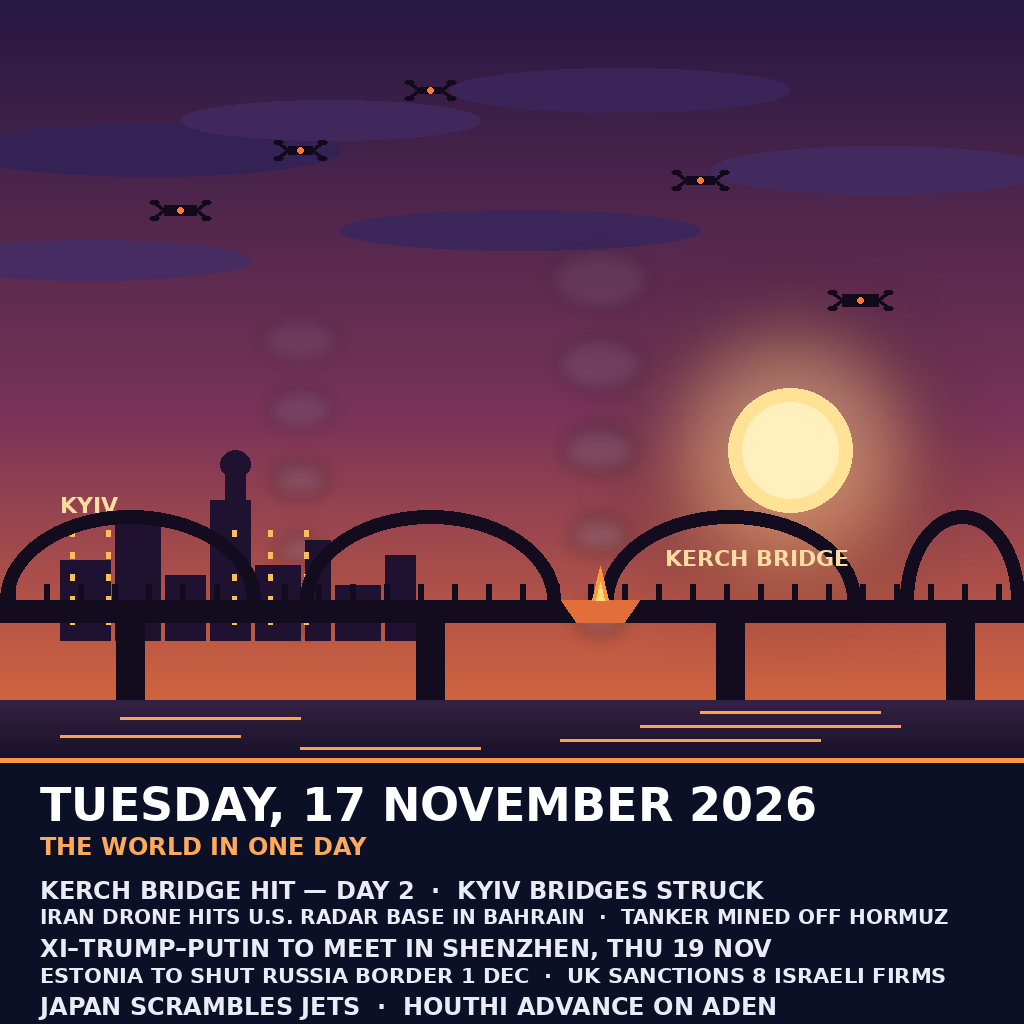 KYIV
KERCH BRIDGE
TUESDAY, 17 NOVEMBER 2026
THE WORLD IN ONE DAY
KERCH BRIDGE HIT — DAY 2 · KYIV BRIDGES STRUCK
IRAN DRONE HITS U.S. RADAR BASE IN BAHRAIN · TANKER MINED OFF HORMUZ
XI–TRUMP–PUTIN TO MEET IN SHENZHEN, THU 19 NOV
ESTONIA TO SHUT RUSSIA BORDER 1 DEC · UK SANCTIONS 8 ISRAELI FIRMS
JAPAN SCRAMBLES JETS · HOUTHI ADVANCE ON ADEN